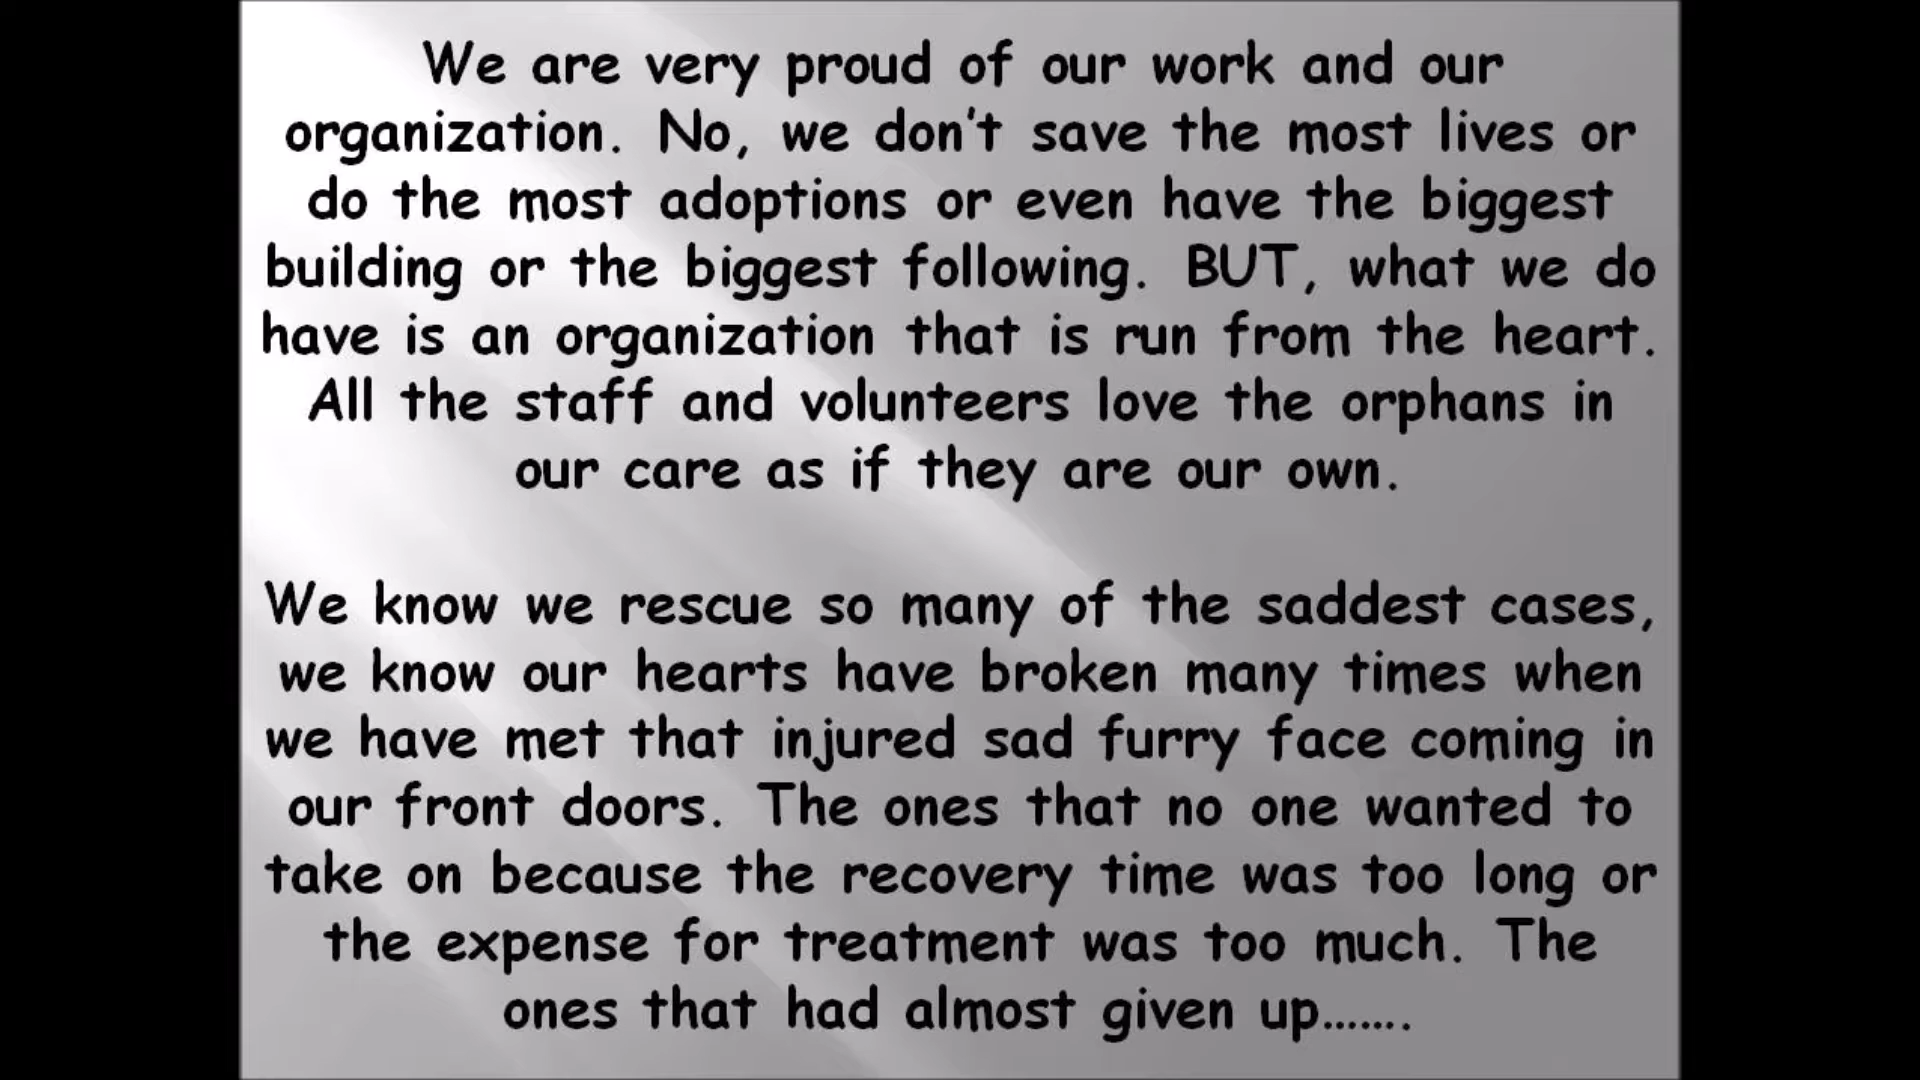 We are very proud of our work and our
organization. No, we don't save the most lives or
do the most adoptions or even have the biggest
building or the biggest following. BUT, what we do
have is an organization that is run from the heart.
All the staff and volunteers love the orphans in
our care as if they are our own.
We know we rescue so many of the saddest cases,
we know our hearts have broken many times when
we have met that injured sad furry face coming in
our front doors. The ones that no one wanted to
take on because the recovery time was too long or
the expense for treatment was too much. The
ones that had almost given up…….